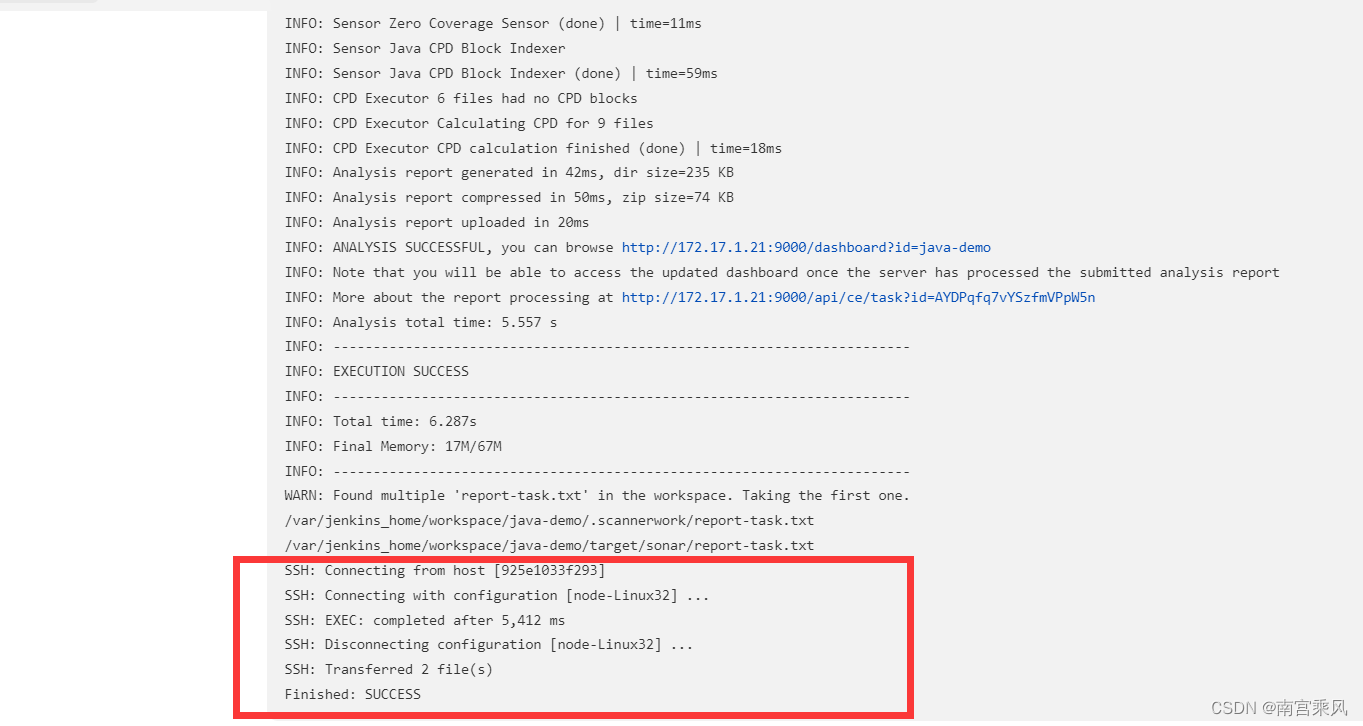 INFO: Sensor Zero Coverage Sensor (done) | time=11ms
INFO: Sensor Java CPD Block Indexer
INFO: Sensor Java CPD Block Indexer (done) | time=59ms
INFO: CPD Executor 6 files had no CPD blocks
INFO: CPD Executor Calculating CPD for 9 files
INFO: CPD Executor CPD calculation finished (done) | time=18ms
INFO: Analysis report generated in 42ms, dir size=235 KB
INFO: Analysis report compressed in 50ms, zip size=74 KB
INFO: Analysis report uploaded in 20ms
INFO: ANALYSIS SUCCESSFUL, you can browse http://172.17.1.21:9000/dashboard?id=java-demo
INFO: Note that you will be able to access the updated dashboard once the server has processed the submitted analysis report
INFO: More about the report processing at http://172.17.1.21:9000/api/ce/task?id=AYDPqfq7vYSzfmVPpW5n
INFO: Analysis total time: 5.557 s
INFO: ------------------------------------------------------------------------
INFO: EXECUTION SUCCESS
INFO: ------------------------------------------------------------------------
INFO: Total time: 6.287s
INFO: Final Memory: 17M/67M
INFO: ------------------------------------------------------------------------
WARN: Found multiple 'report-task.txt' in the workspace. Taking the first one.
/var/jenkins_home/workspace/java-demo/.scannerwork/report-task.txt
/var/jenkins_home/workspace/java-demo/target/sonar/report-task.txt
SSH: Connecting from host [925e1033f293]
SSH: Connecting with configuration [node-Linux32] ...
SSH: EXEC: completed after 5,412 ms
SSH: Disconnecting configuration [node-Linux32] ...
SSH: Transferred 2 file(s)
Finished: SUCCESS
CSDN @南宫乘风